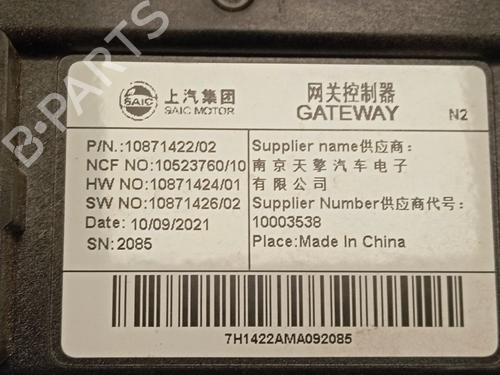 SAIC
上汽集团
SAIC MOTOR
网关控制器
GATEWAY
N2
P/N.:10871422/02
NCF NO:10523760/10
HW NO:10871424/01
SW NO:10871426/02
Date: 10/09/2021
SN: 2085
Supplier name供应商:
南京天擎汽车电子
有限公司
Supplier Number供应商代号:
10003538
Place:Made In China
7H1422AMA092085